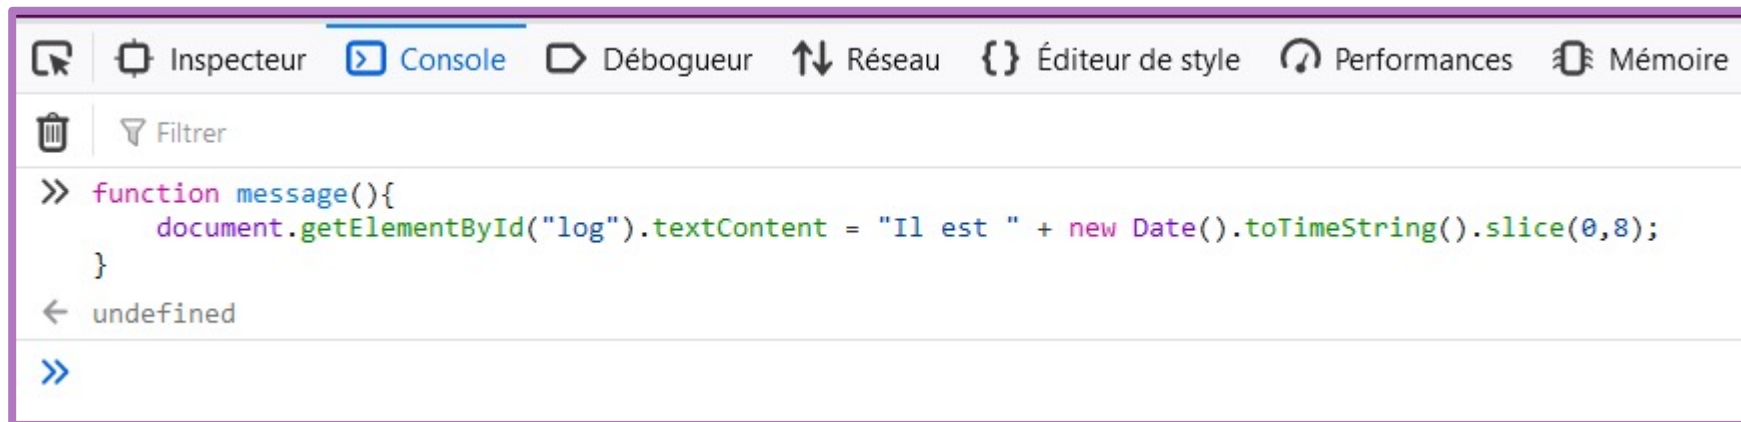 Inspecteur Console Débogueur Réseau Éditeur de style Performances Mémoire
Filtrer
>> function message(){
document.getElementById("log").textContent = "Il est " + new Date().toTimeString().slice(0,8);
}
← undefined
>>